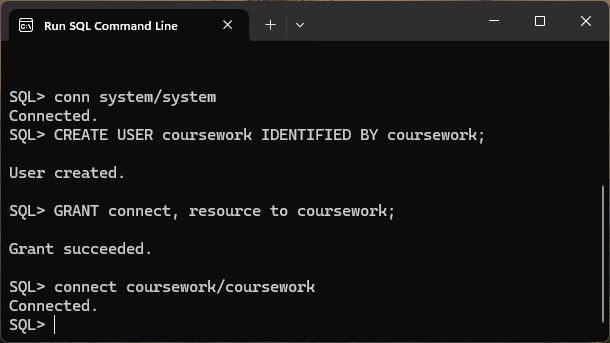 Run SQL Command Line
SQL> conn system/system
Connected.
SQL> CREATE USER coursework IDENTIFIED BY coursework;
User created.
SQL> GRANT connect, resource to coursework;
Grant succeeded.
SQL> connect coursework/coursework
Connected.
SQL>